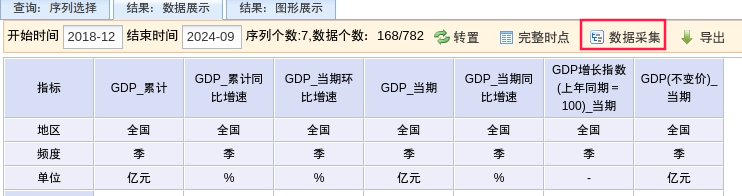 查询：序列选择 结果：数据展示 结果：图形展示
开始时间 2018-12 结束时间 2024-09 序列个数:7,数据个数：168/782 转置 完整时点 数据采集 导出
指标 GDP_累计 GDP_累计同比增速 GDP_当期环比增速 GDP_当期 GDP_当期同比增速 GDP增长指数(上年同期＝100)_当期 GDP(不变价)_当期
地区 全国 全国 全国 全国 全国 全国 全国
频度 季 季 季 季 季 季 季
单位 亿元 % % 亿元 % - 亿元